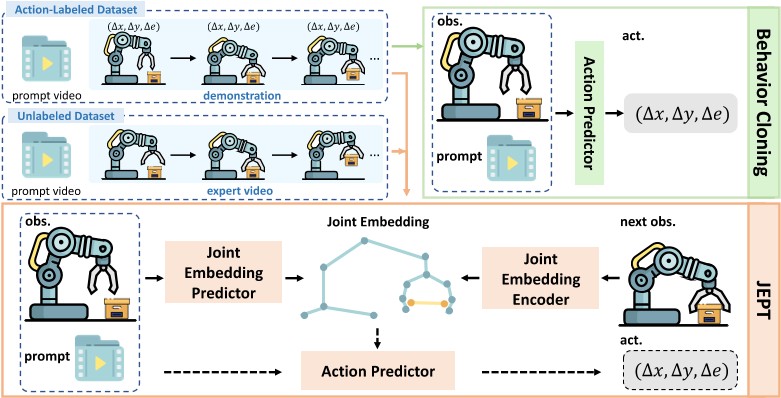 Action-Labeled Dataset
(Δx, Δy, Δe) (Δx, Δy, Δe) (Δx, Δy, Δe)
...
prompt video
demonstration
Unlabeled Dataset
...
prompt video
expert video
obs.
prompt
Action Predictor
act.
(Δx, Δy, Δe)
Behavior Cloning
obs.
prompt
Joint
Embedding
Predictor
Joint Embedding
Joint
Embedding
Encoder
next obs.
Action Predictor
act.
(Δx, Δy, Δe)
JEPT